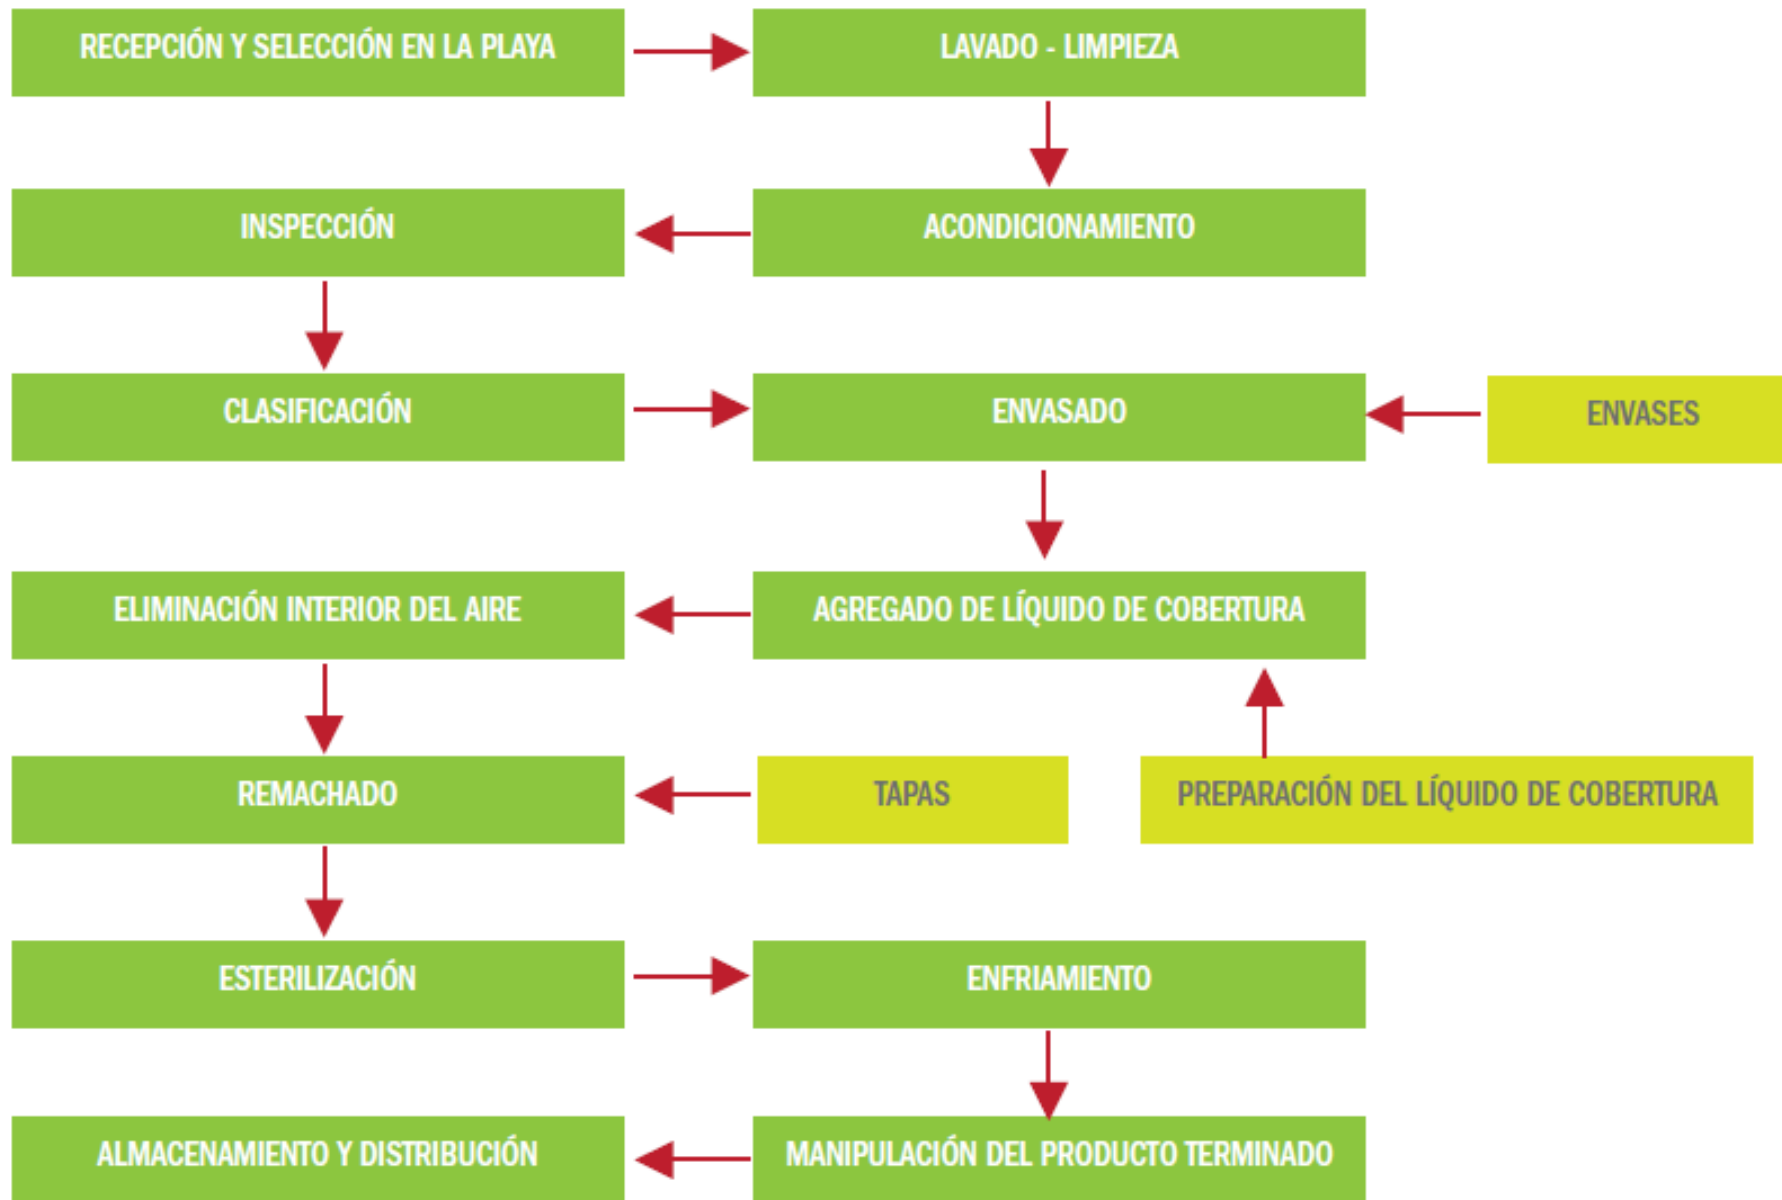 RECEPCIÓN Y SELECCIÓN EN LA PLAYA
LAVADO - LIMPIEZA
INSPECCIÓN
ACONDICIONAMIENTO
CLASIFICACIÓN
ENVASADO
ENVASES
ELIMINACIÓN INTERIOR DEL AIRE
AGREGADO DE LÍQUIDO DE COBERTURA
REMACHADO
TAPAS
PREPARACIÓN DEL LÍQUIDO DE COBERTURA
ESTERILIZACIÓN
ENFRIAMIENTO
ALMACENAMIENTO Y DISTRIBUCIÓN
MANIPULACIÓN DEL PRODUCTO TERMINADO